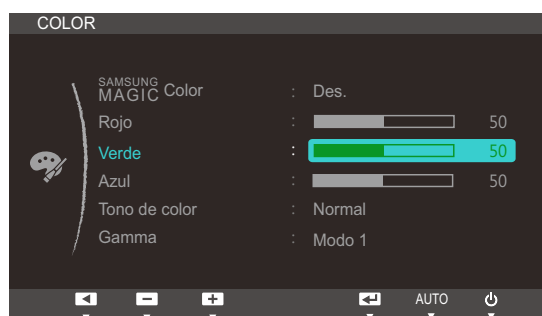 COLOR
SAMSUNG MAGIC Color : Des.
Rojo : 50
Verde : 50
Azul : 50
Tono de color : Normal
Gamma : Modo 1
AUTO